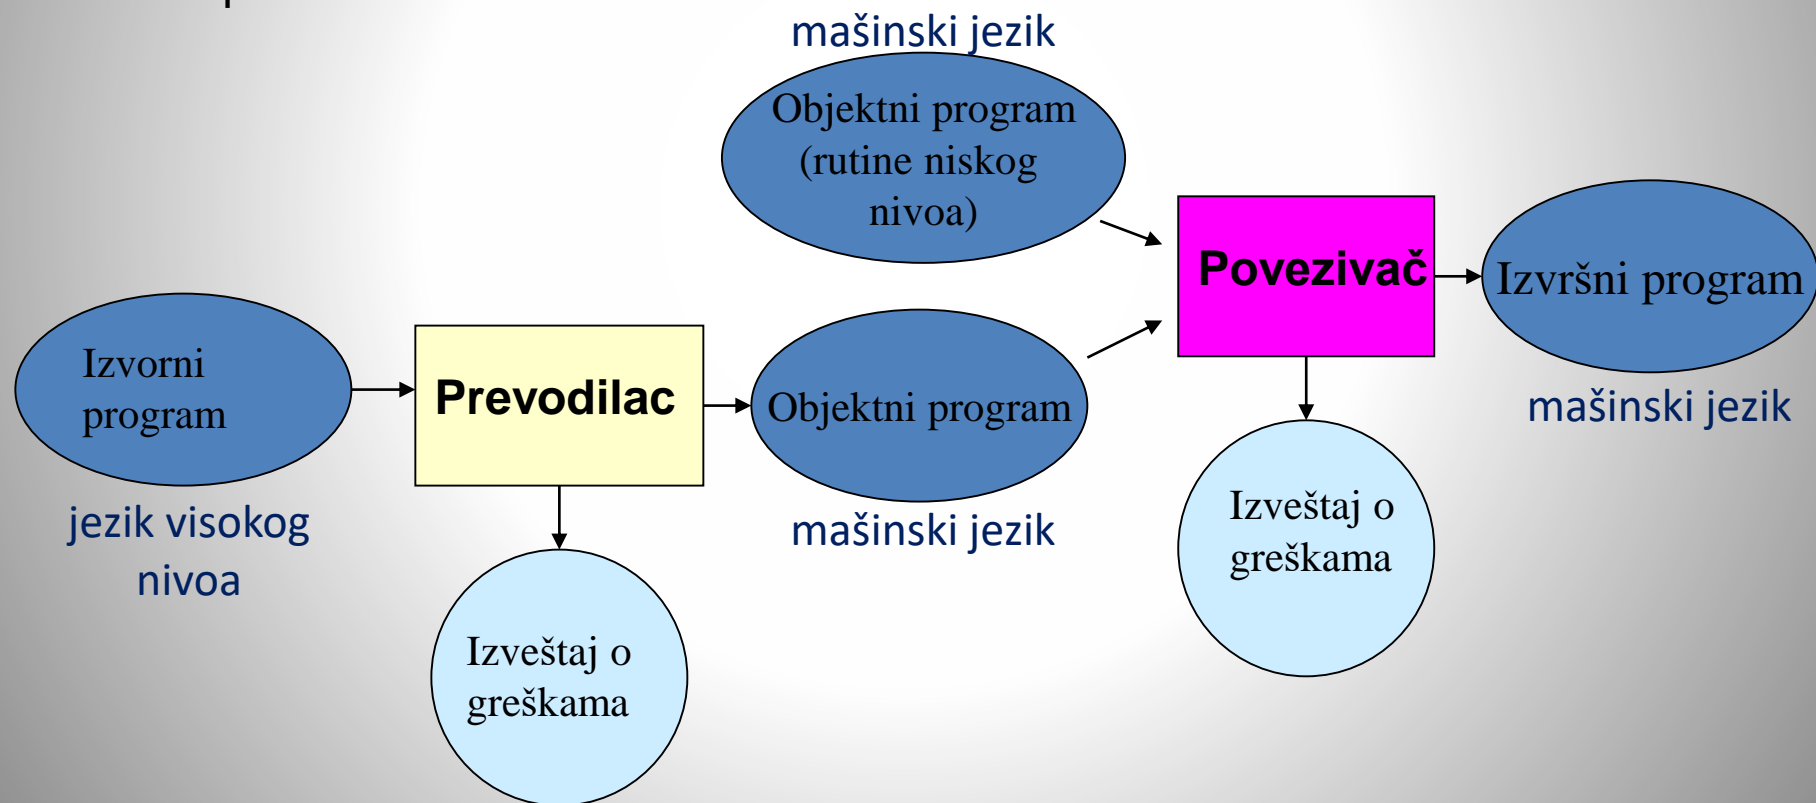 mašinski jezik
Objektni program
(rutine niskog
nivoa)
Povezivač
Izvršni program
mašinski jezik
Izvorni
program
jezik visokog
nivoa
Prevodilac
Objektni program
mašinski jezik
Izveštaj o
greškama
Izveštaj o
greškama